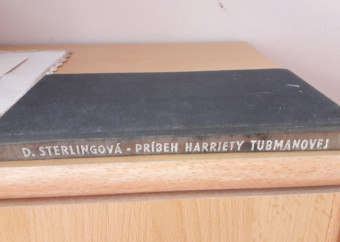 D. STERLINGOVÁ • PRÍBEH HARRIETY TUBMANOVEJ